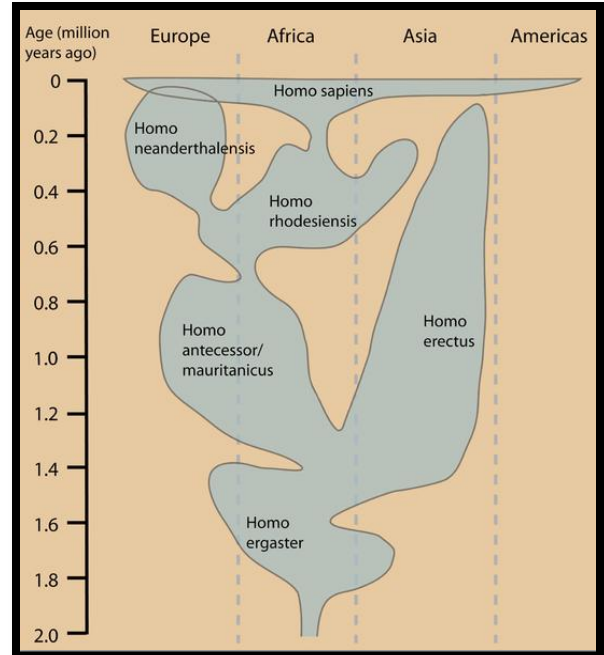 Age (million
years ago)
Europe
Africa
Asia
Americas
0
Homo sapiens
0.2
Homo
neanderthalensis
0.4
Homo
rhodesiensis
0.6
0.8
Homo
antecessor/
mauritanicus
Homo
erectus
1.0
1.2
1.4
1.6
Homo
ergaster
1.8
2.0